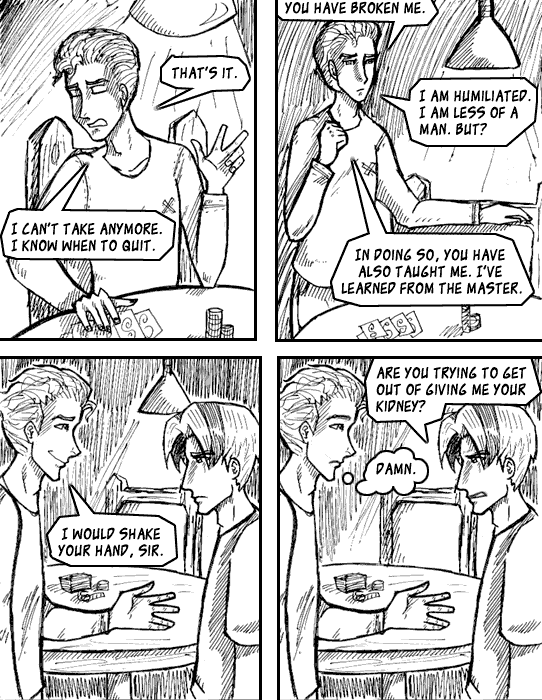 THAT'S IT.
I CAN'T TAKE ANYMORE.
I KNOW WHEN TO QUIT.
YOU HAVE BROKEN ME.
I AM HUMILIATED.
I AM LESS OF A
MAN. BUT?
IN DOING SO, YOU HAVE
ALSO TAUGHT ME. I'VE
LEARNED FROM THE MASTER.
I WOULD SHAKE
YOUR HAND, SIR.
ARE YOU TRYING TO GET
OUT OF GIVING ME YOUR
KIDNEY?
DAMN.